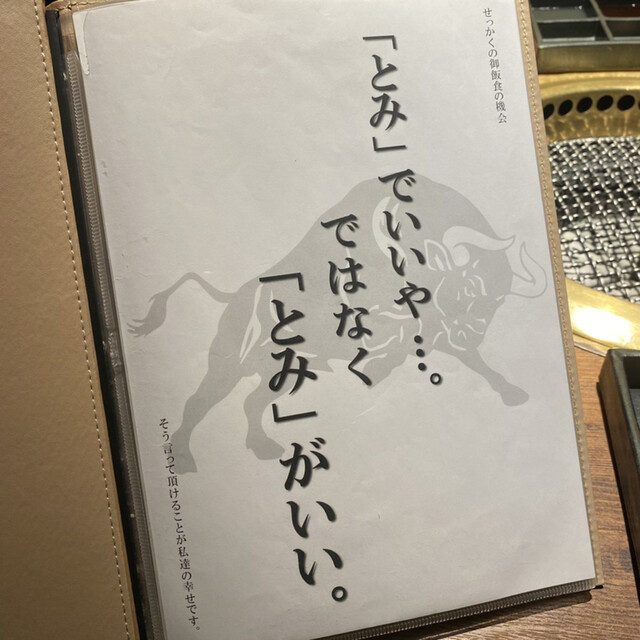 せっかくの御飯食の機会
「とみ」でいいや…。
ではなく
「とみ」がいい。
そう言って頂けることが私達の幸せです。